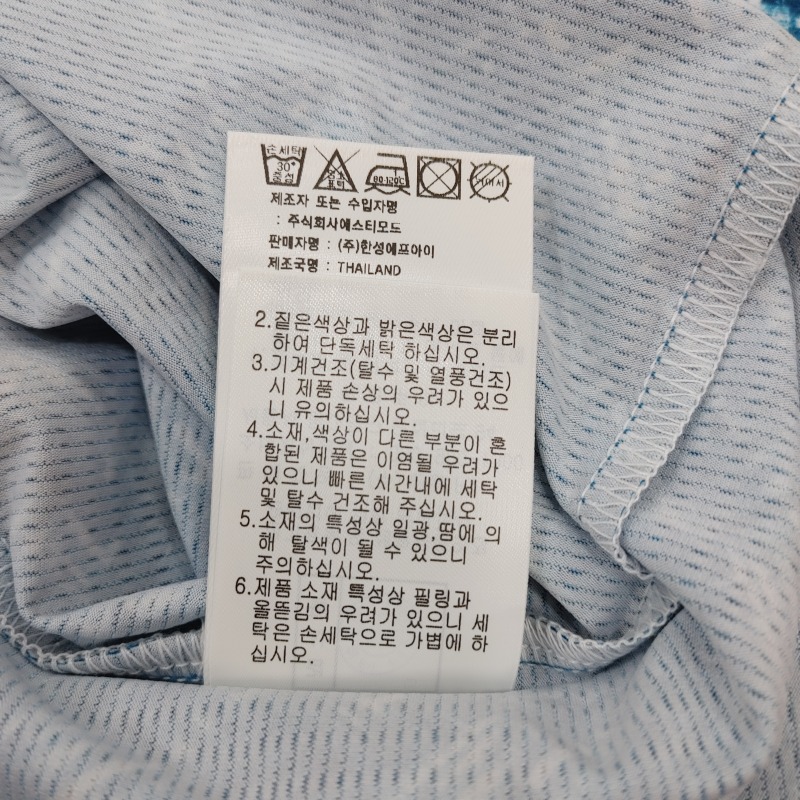 손세탁
30°
중성
염소
표백
80-120℃
드라이
제조자 또는 수입자명
: 주식회사에스티모드
판매자명 : (주)한성에프아이
제조국명 : THAILAND
2.짙은색상과 밝은색상은 분리
하여 단독세탁 하십시오.
3.기계건조(탈수 및 열풍건조)
시 제품 손상의 우려가 있으
니 유의하십시오.
4.소재,색상이 다른 부분이 혼
합된 제품은 이염될 우려가
있으니 빠른 시간내에 세탁
및 탈수 건조해 주십시오.
5.소재의 특성상 일광,땀에 의
해 탈색이 될 수 있으니
주의하십시오.
6.제품 소재 특성상 필링과
올뜯김의 우려가 있으니 세
탁은 손세탁으로 가볍에 하
십시오.